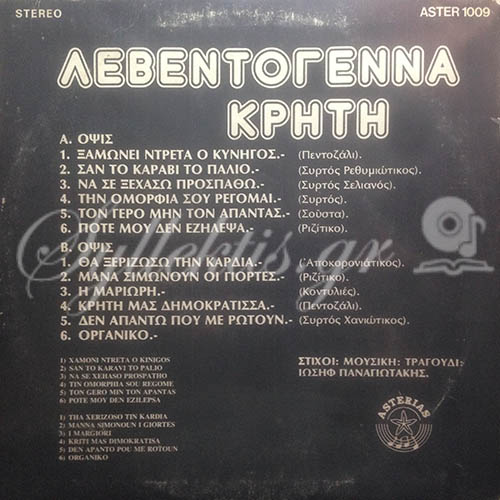 STEREO
ASTER 1009
ΛΕΒΕΝΤΟΓΕΝΝΑ
ΚΡΗΤΗ
Α. ΟΨΙΣ
1. ΞΑΜΩΝΕΙ ΝΤΡΕΤΑ Ο ΚΥΝΗΓΟΣ.- (Πεντοζάλι).
2. ΣΑΝ ΤΟ ΚΑΡΑΒΙ ΤΟ ΠΑΛΙΟ.- (Συρτός Ρεθυμιώτικος).
3. ΝΑ ΣΕ ΞΕΧΑΣΩ ΠΡΟΣΠΑΘΩ.- (Συρτός Σελιανός).
4. ΤΗΝ ΟΜΟΡΦΙΑ ΣΟΥ ΡΕΓΟΜΑΙ.- (Συρτός).
5. ΤΟΝ ΓΕΡΟ ΜΗΝ ΤΟΝ ΑΠΑΝΤΑΣ.- (Σούστα).
6. ΠΟΤΕ ΜΟΥ ΔΕΝ ΕΖΗΛΕΨΑ.- (Ριζίτικο).
Β. ΟΨΙΣ
1. ΘΑ ΞΕΡΙΖΩΣΩ ΤΗΝ ΚΑΡΔΙΑ.- (Ἀποκορονιάτικος).
2. ΜΑΝΑ ΣΙΜΩΝΟΥΝ ΟΙ ΓΙΟΡΤΕΣ.- (Ριζίτικο).
3. Η ΜΑΡΙΩΡΗ.- (Κοντυλιές).
4. ΚΡΗΤΗ ΜΑΣ ΔΗΜΟΚΡΑΤΙΣΣΑ.- (Πεντοζάλι).
5. ΔΕΝ ΑΠΑΝΤΩ ΠΟΥ ΜΕ ΡΩΤΟΥΝ.- (Συρτός Χανιώτικος).
6. ΟΡΓΑΝΙΚΟ.-
1) XAMONI NTRETA O KINIGOS
2) SAN TO KARAVI TO PALIO
3) NA SE XEHASO PROSPATHO
4) TIN OMORPHIA SOU REGOME
5) TON GERO MIN TON APANTAS
6) POTE MOY DEN EZILEPSA
1) THA XERIZOSO TIN KARDIA
2) MANNA SIMONOUN I GIORTES
3) I MARGIORI
4) KRITI MAS DIMOKRATISA
5) DEN APANTO POU ME ROTOUN
6) ORGANIKO
ΣΤΙΧΟΙ: ΜΟΥΣΙΚΗ: ΤΡΑΓΟΥΔΙ:
ΙΩΣΗΦ ΠΑΝΑΓΙΩΤΑΚΗΣ.
ASTERIAS
Syllektis.gr